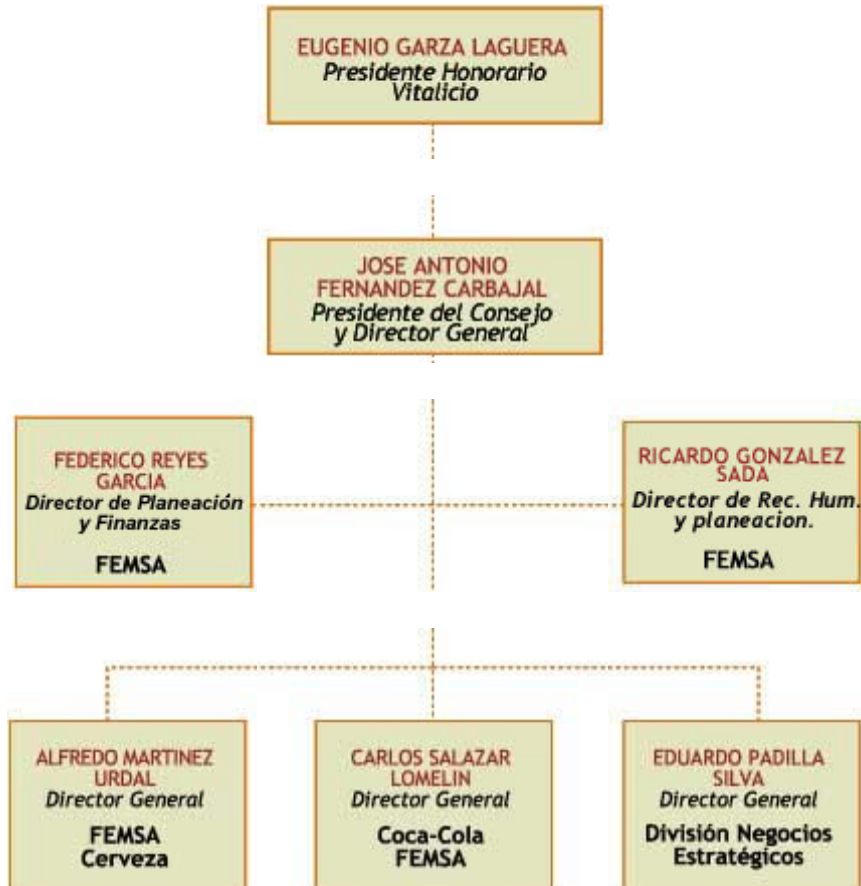 EUGENIO GARZA LAGUERA
Presidente Honorario
Vitalicio
JOSE ANTONIO
FERNANDEZ CARBAJAL
Presidente del Consejo
y Director General
FEDERICO REYES
GARCIA
Director de Planeación
y Finanzas
FEMSA
RICARDO GONZALEZ
SADA
Director de Rec. Hum.
y planeacion.
FEMSA
ALFREDO MARTINEZ
URDAL
Director General
FEMSA
Cerveza
CARLOS SALAZAR
LOMELIN
Director General
Coca-Cola
FEMSA
EDUARDO PADILLA
SILVA
Director General
División Negocios
Estratégicos